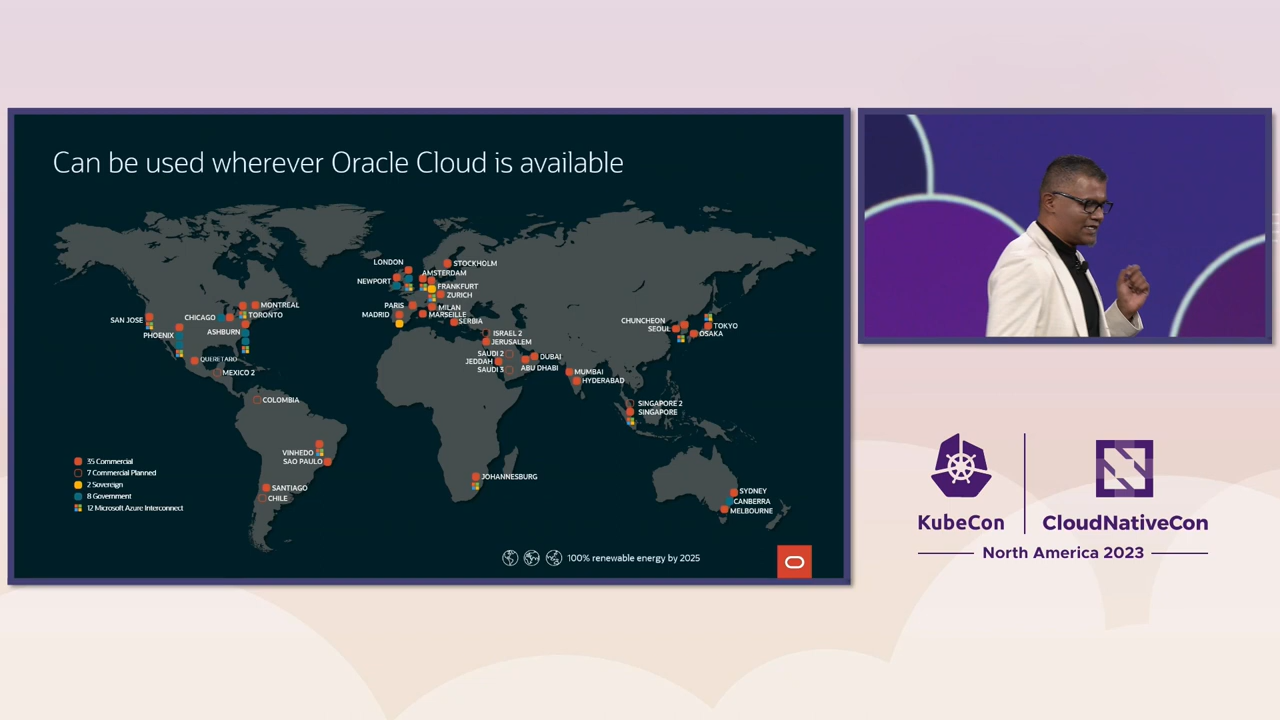 Can be used wherever Oracle Cloud is available
LONDON
STOCKHOLM
AMSTERDAM
NEWPORT
FRANKFURT
ZURICH
PARIS
MILAN
MADRID
MARSEILLE
SERBIA
MONTREAL
SAN JOSE
CHICAGO
TORONTO
PHOENIX
ASHBURN
QUERETARO
MEXICO 2
COLOMBIA
ISRAEL 2
JERUSALEM
SAUDI 2
JEDDAH
SAUDI 3
DUBAI
ABU DHABI
MUMBAI
HYDERABAD
CHUNCHEON
SEOUL
TOKYO
OSAKA
SINGAPORE 2
SINGAPORE
VINHEDO
SAO PAULO
SANTIAGO
CHILE
JOHANNESBURG
SYDNEY
CANBERRA
MELBOURNE
35 Commercial
7 Commercial Planned
2 Sovereign
8 Government
12 Microsoft Azure Interconnect
100% renewable energy by 2025
KubeCon
CloudNativeCon
North America 2023